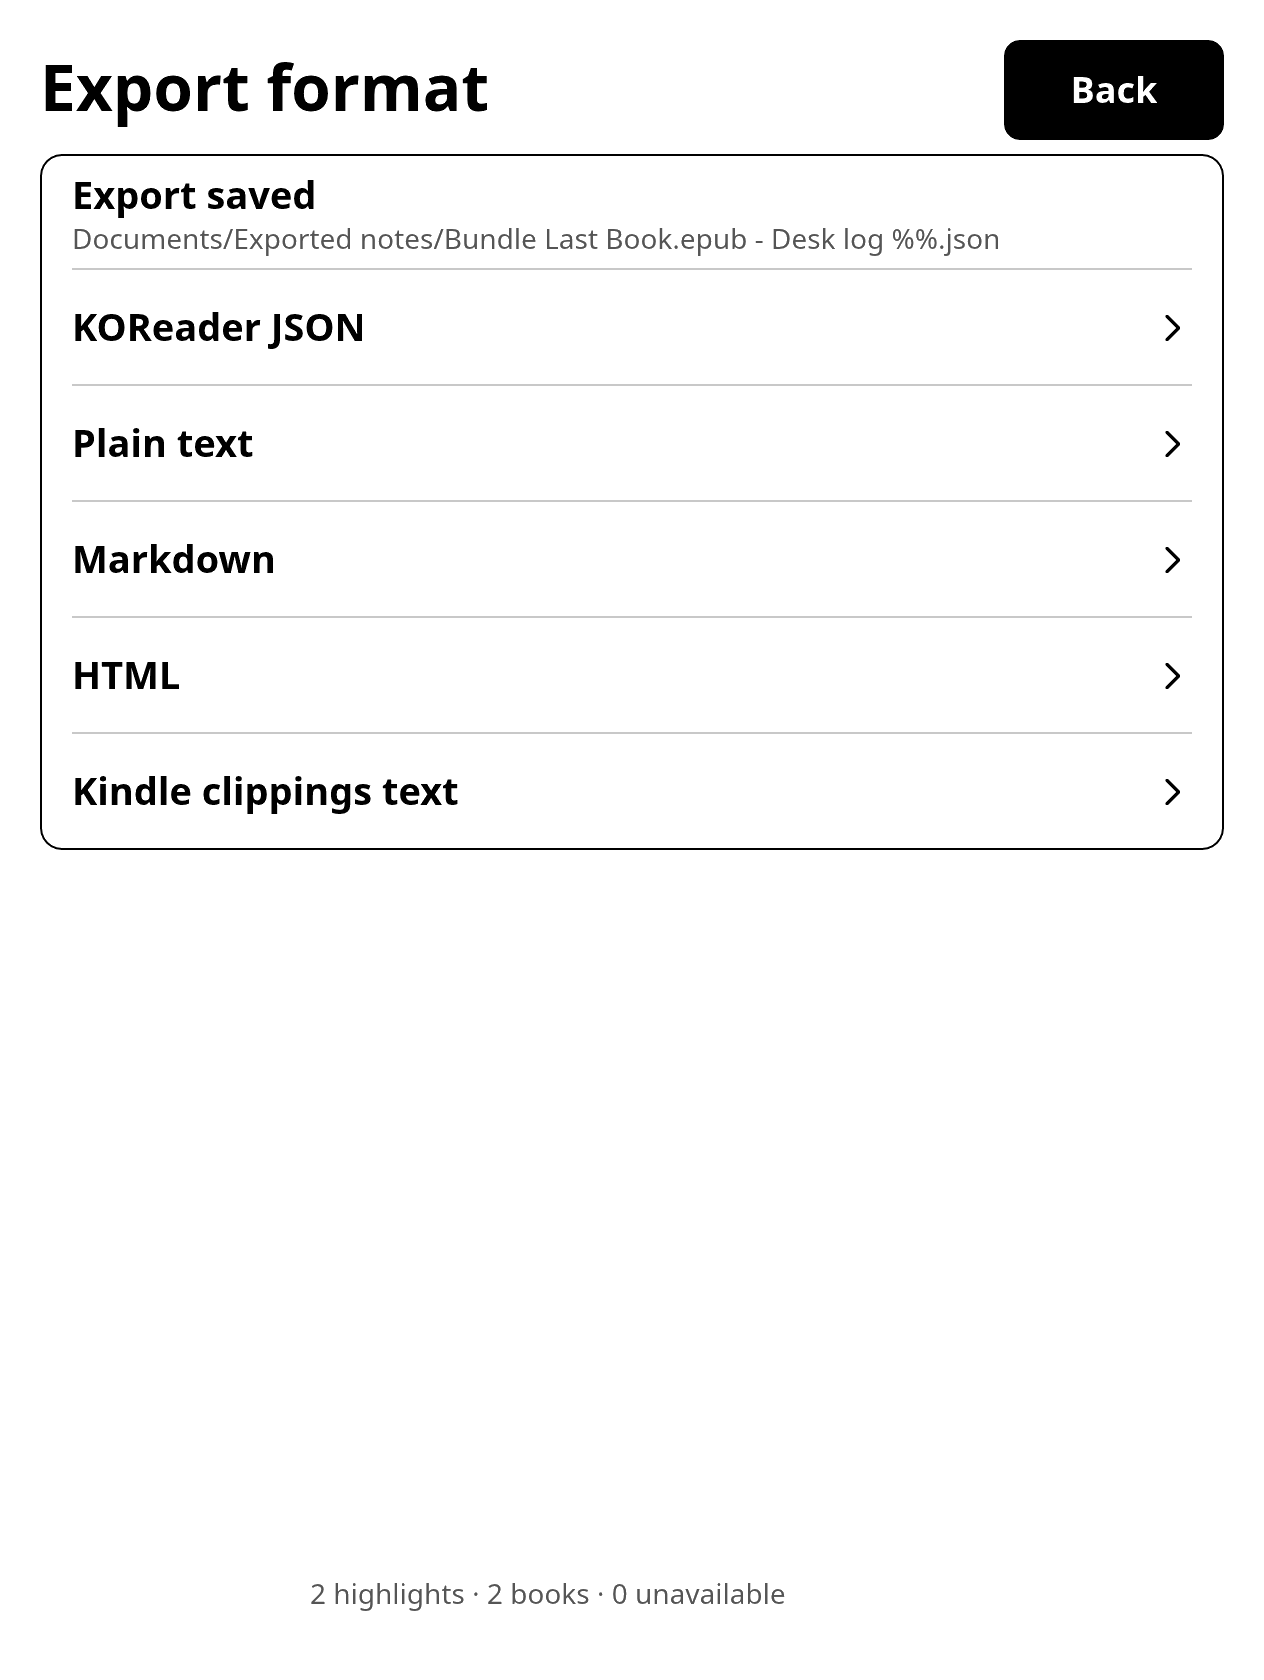 Export format
Back
Export saved
Documents/Exported notes/Bundle Last Book.epub - Desk log %%.json
KOReader JSON
Plain text
Markdown
HTML
Kindle clippings text
2 highlights · 2 books · 0 unavailable